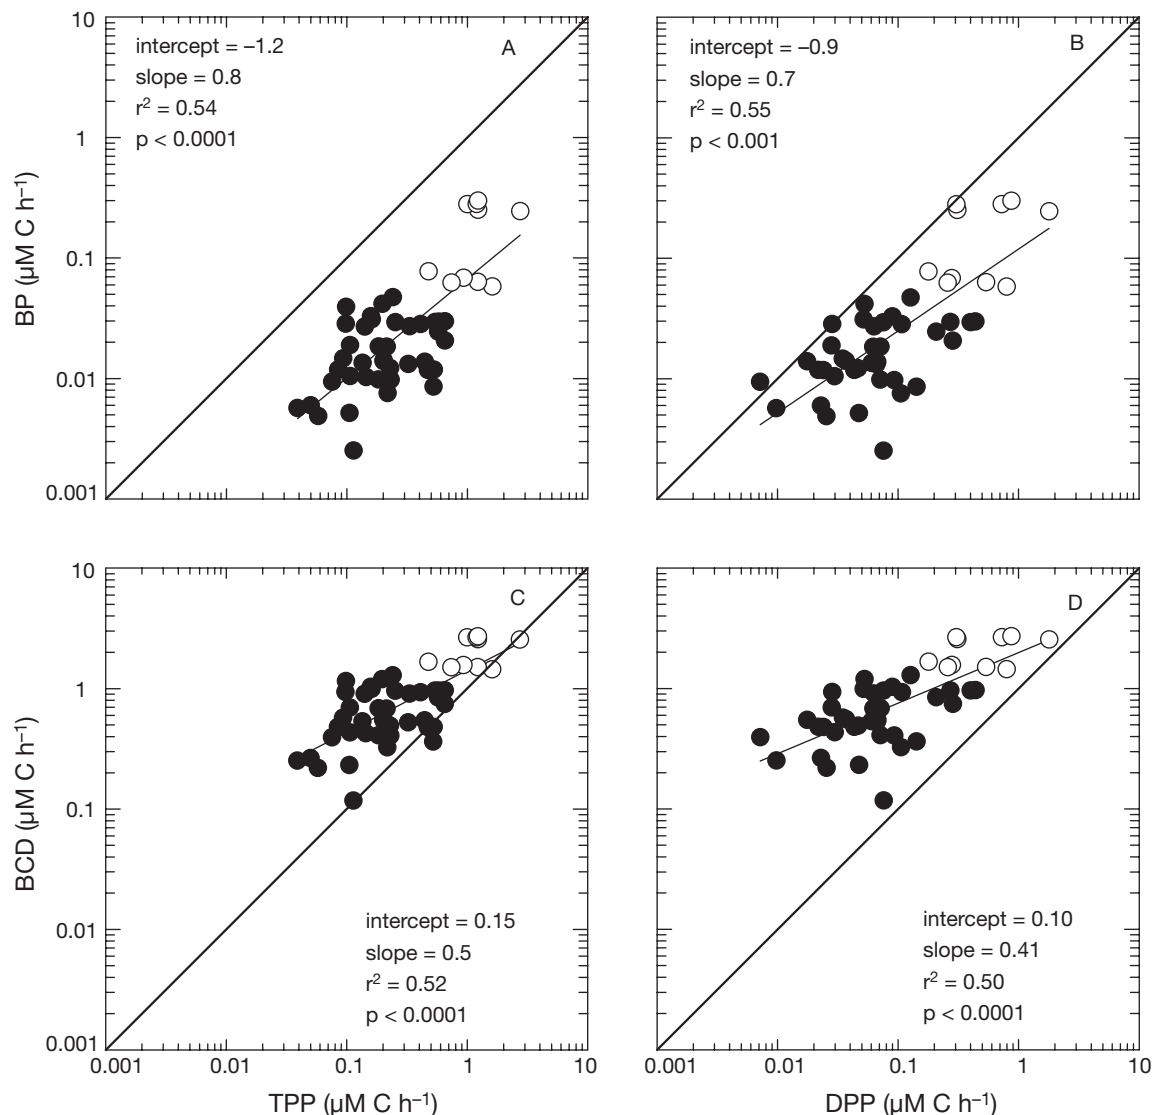 10
1
0.1
0.01
0.001
BP (µM C h–1)
intercept = –1.2
slope = 0.8
r2 = 0.54
p < 0.0001
A
intercept = –0.9
slope = 0.7
r2 = 0.55
p < 0.001
B
10
1
0.1
0.01
0.001
BCD (µM C h–1)
C
intercept = 0.15
slope = 0.5
r2 = 0.52
p < 0.0001
D
intercept = 0.10
slope = 0.41
r2 = 0.50
p < 0.0001
0.001 0.01 0.1 1 10
0.001 0.01 0.1 1 10
TPP (µM C h–1)
DPP (µM C h–1)